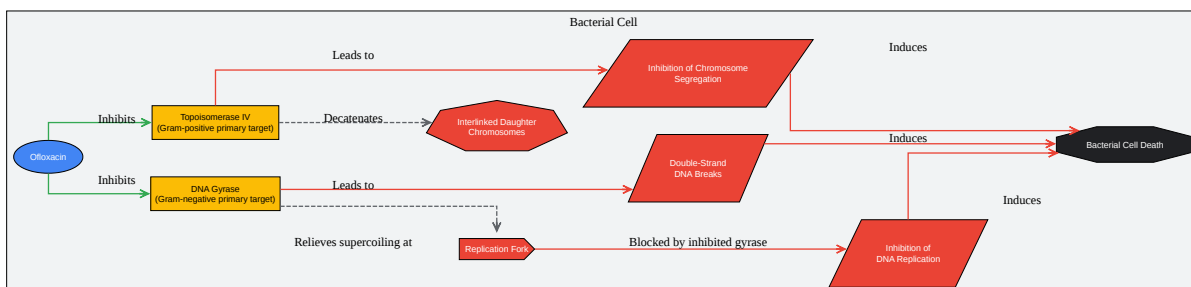 Bacterial Cell
Leads to
Induces
Inhibition of Chromosome
Segregation
Inhibits
Topoisomerase IV
(Gram-positive primary target)
Decatenates
Interlinked Daughter
Chromosomes
Ofloxacin
Induces
Bacterial Cell Death
Double-Strand
DNA Breaks
Inhibits
DNA Gyrase
(Gram-negative primary target)
Leads to
Induces
Relieves supercoiling at
Replication Fork
Blocked by inhibited gyrase
Inhibition of
DNA Replication